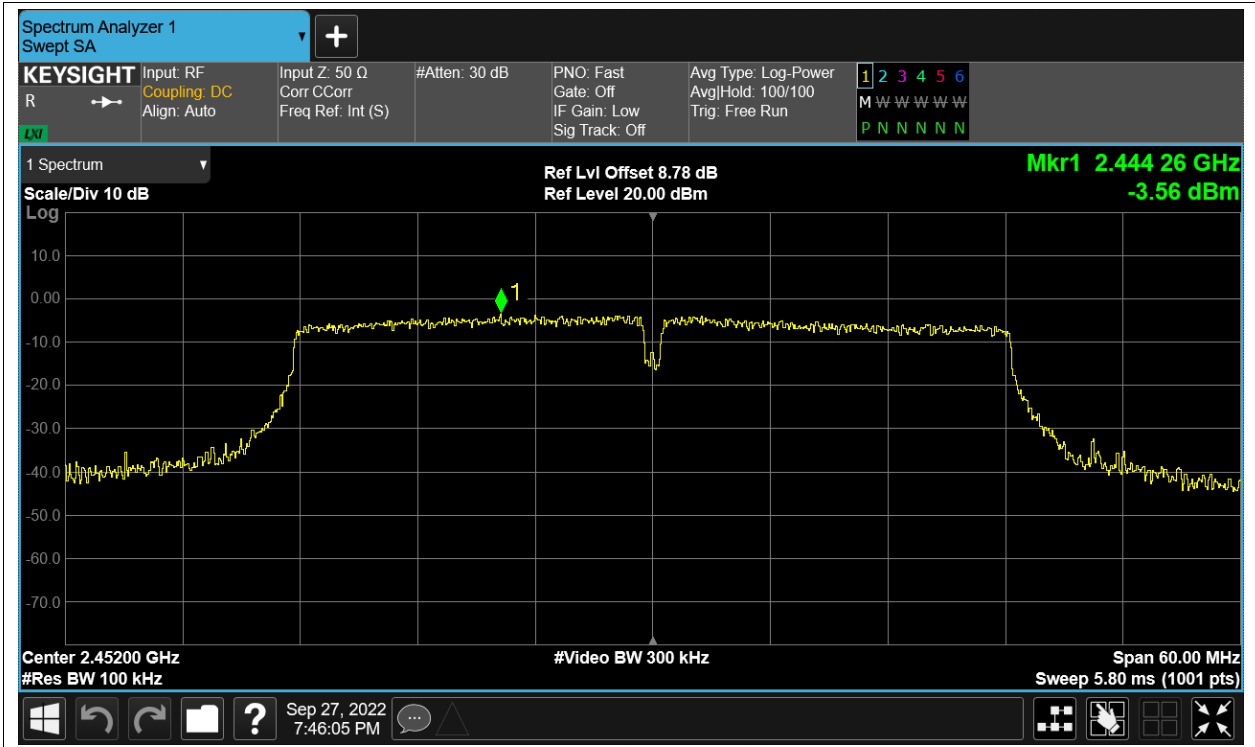 Spectrum Analyzer 1
Swept SA
KEYSIGHT
R
LXI
Input: RF
Coupling: DC
Align: Auto
Input Z: 50 Ω
Corr CCorr
Freq Ref: Int (S)
#Atten: 30 dB
PNO: Fast
Gate: Off
IF Gain: Low
Sig Track: Off
Avg Type: Log-Power
Avg|Hold: 100/100
Trig: Free Run
1 2 3 4 5 6
M W W W W W
P N N N N N
1 Spectrum
Scale/Div 10 dB
Log
Ref Lvl Offset 8.78 dB
Ref Level 20.00 dBm
Mkr1 2.444 26 GHz
-3.56 dBm
10.0
0.00
-10.0
-20.0
-30.0
-40.0
-50.0
-60.0
-70.0
1
Center 2.45200 GHz
#Res BW 100 kHz
#Video BW 300 kHz
Span 60.00 MHz
Sweep 5.80 ms (1001 pts)
?
Sep 27, 2022
7:46:05 PM